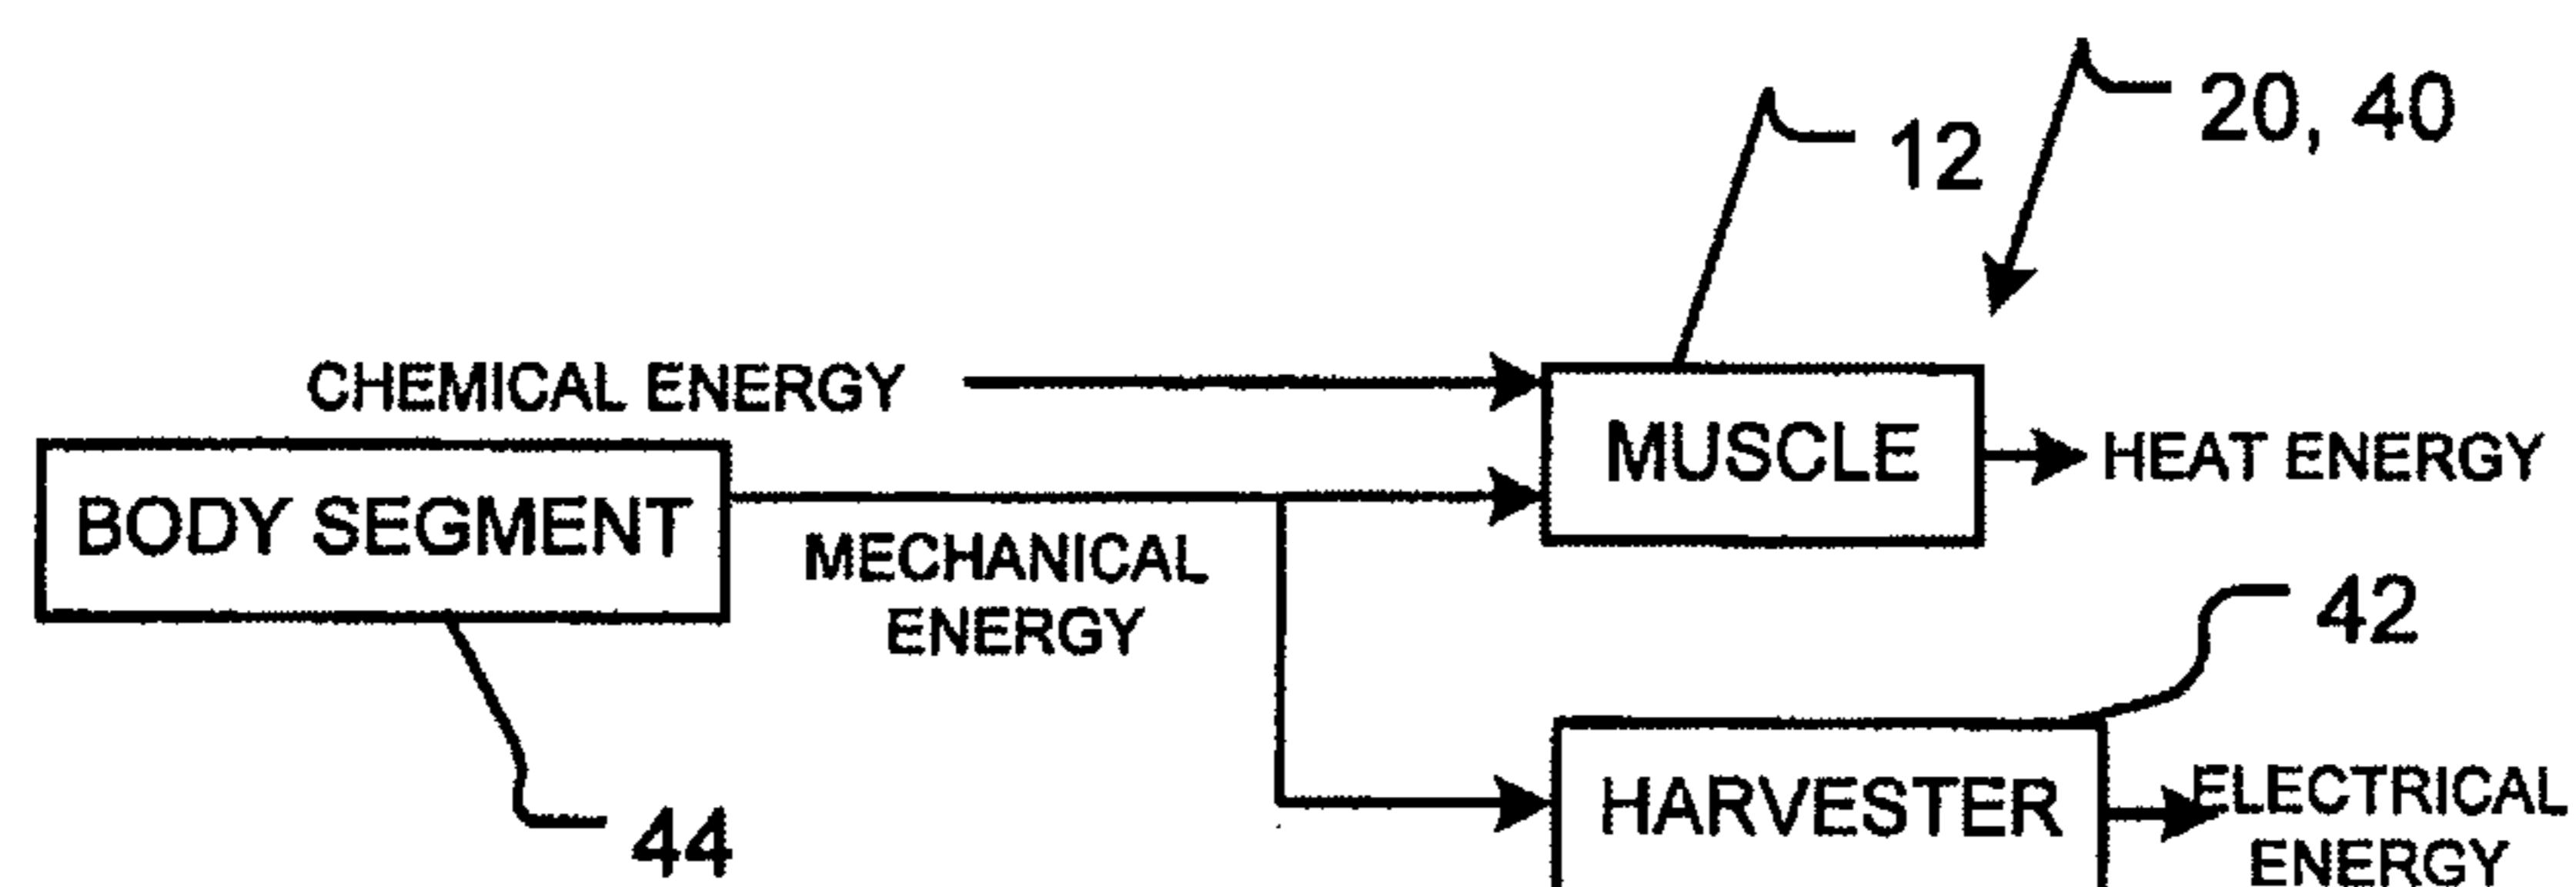 20, 40
12
CHEMICAL ENERGY
MUSCLE
HEAT ENERGY
BODY SEGMENT
MECHANICAL
ENERGY
42
HARVESTER
ELECTRICAL
ENERGY
44